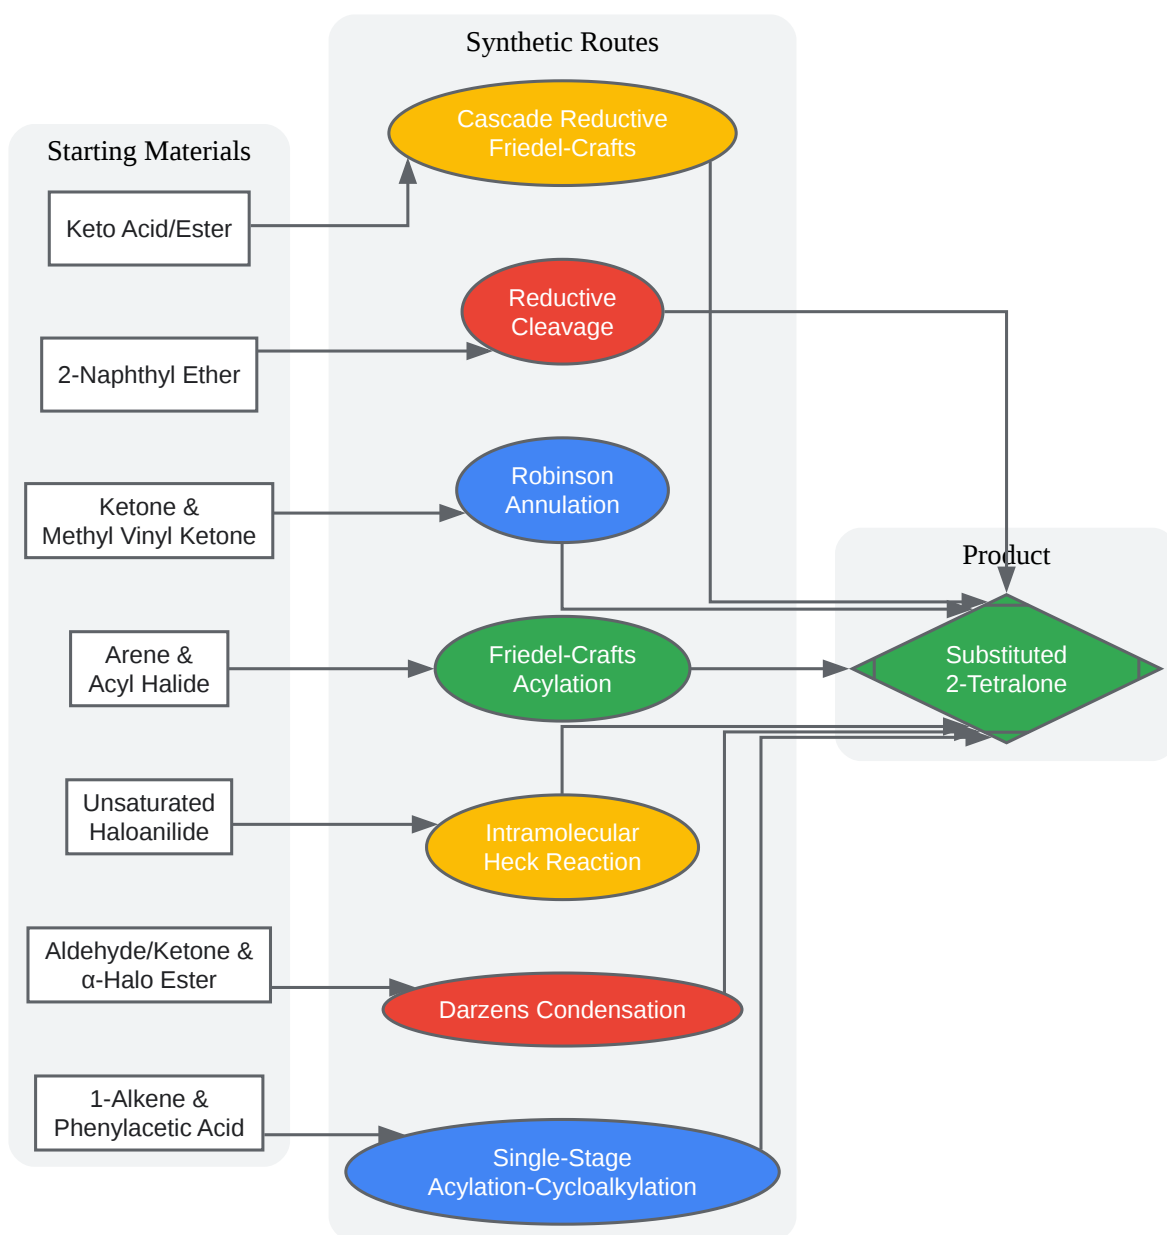 Synthetic Routes
Starting Materials
Product
Cascade Reductive
Friedel-Crafts
Keto Acid/Ester
Reductive
Cleavage
2-Naphthyl Ether
Robinson
Annulation
Ketone &
Methyl Vinyl Ketone
Friedel-Crafts
Acylation
Arene &
Acyl Halide
Substituted
2-Tetralone
Unsaturated
Haloanilide
Intramolecular
Heck Reaction
Aldehyde/Ketone &
α-Halo Ester
Darzens Condensation
1-Alkene &
Phenylacetic Acid
Single-Stage
Acylation-Cycloalkylation